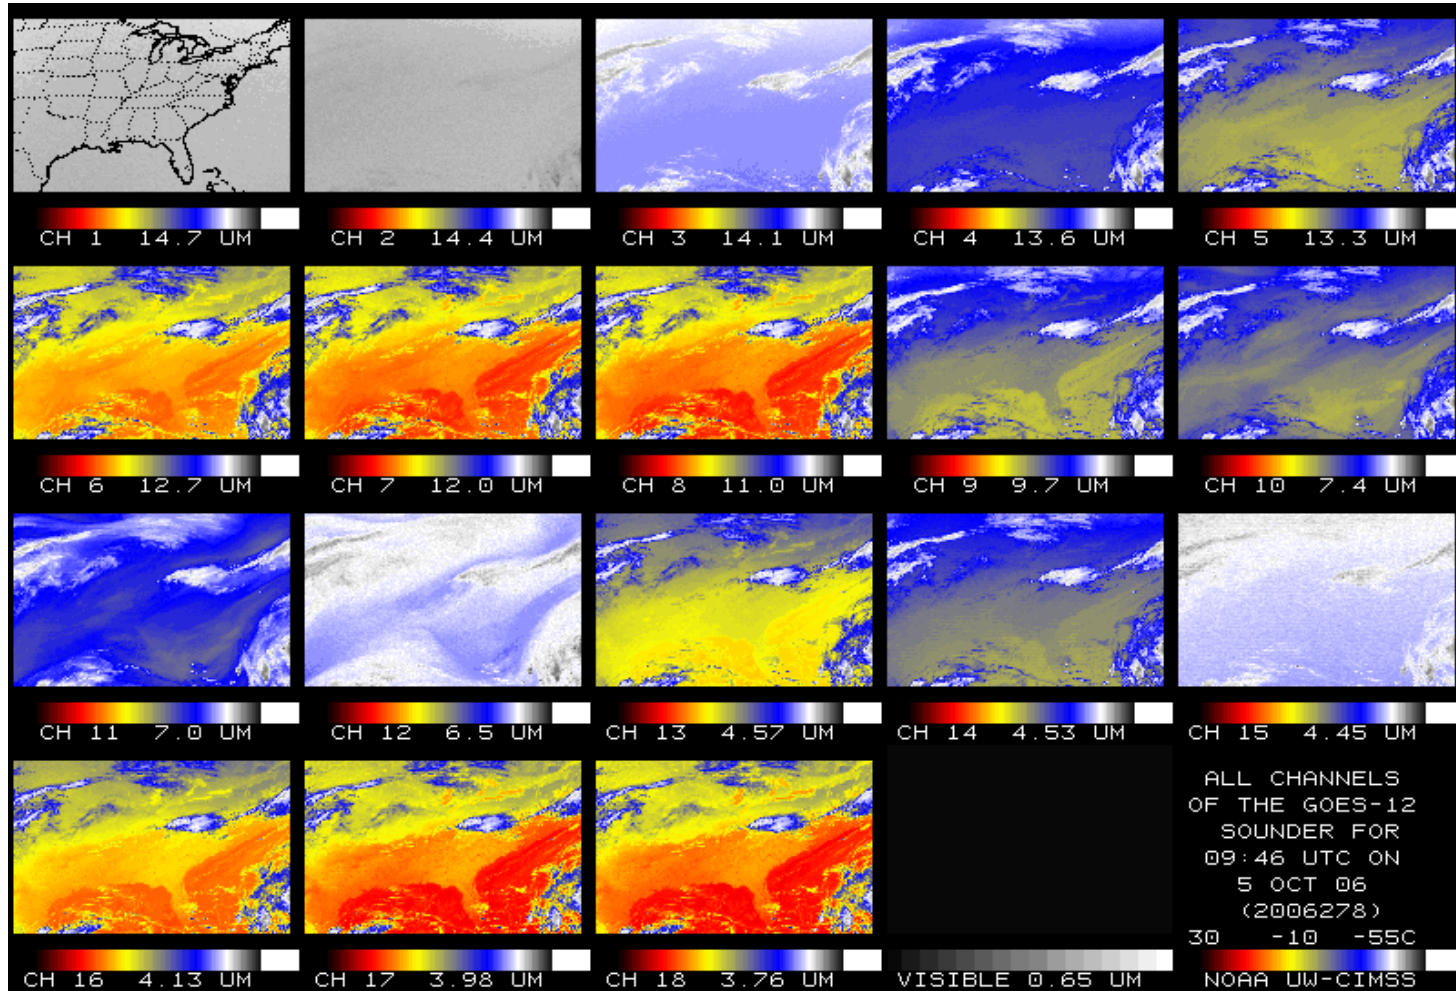 CH 1 14.7 UM
CH 2 14.4 UM
CH 3 14.1 UM
CH 4 13.6 UM
CH 5 13.3 UM
CH 6 12.7 UM
CH 7 12.0 UM
CH 8 11.0 UM
CH 9 9.7 UM
CH 10 7.4 UM
CH 11 7.0 UM
CH 12 6.5 UM
CH 13 4.57 UM
CH 14 4.53 UM
CH 15 4.45 UM
ALL CHANNELS
OF THE GOES-12
SOUNDER FOR
09:46 UTC ON
5 OCT 06
(2006278)
30 -10 -55C
CH 16 4.13 UM
CH 17 3.98 UM
CH 18 3.76 UM
VISIBLE 0.65 UM
NOAA UW-CIMSS